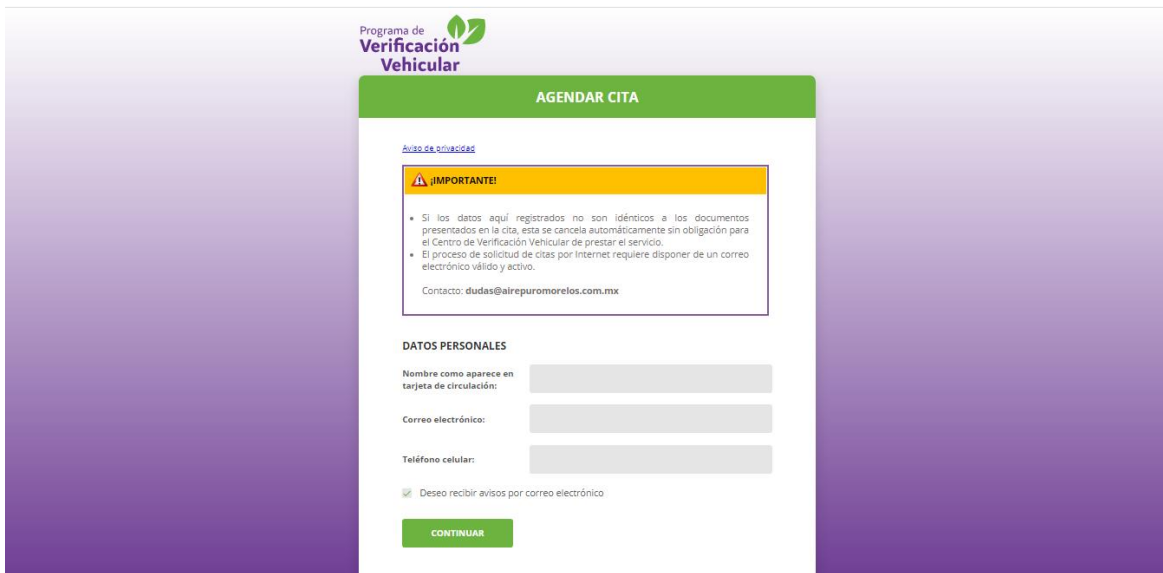 Programa de
Verificación
Vehicular
AGENDAR CITA
Aviso de privacidad
¡IMPORTANTE!
• Si los datos aquí registrados no son idénticos a los documentos
presentados en la cita, esta se cancela automáticamente sin obligación para
el Centro de Verificación Vehicular de prestar el servicio.
• El proceso de solicitud de citas por Internet requiere disponer de un correo
electrónico válido y activo.
Contacto: dudas@airepuromorelos.com.mx
DATOS PERSONALES
Nombre como aparece en
tarjeta de circulación:
Correo electrónico:
Teléfono celular:
Deseo recibir avisos por correo electrónico
CONTINUAR